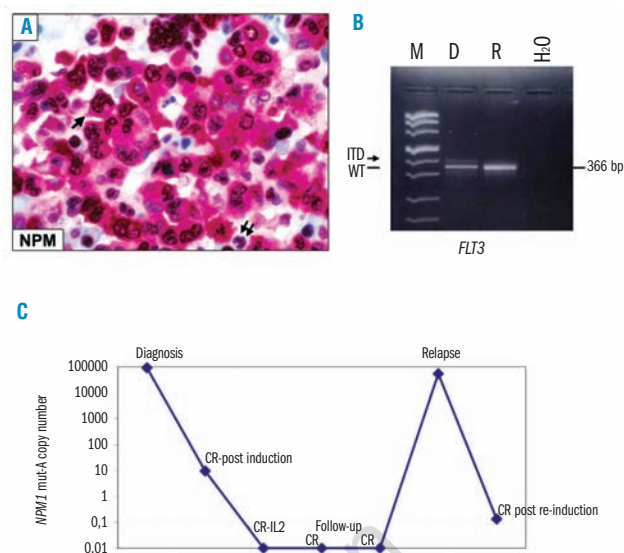 A
NPM
B
M D R H2O
ITD
WT
366 bp
FLT3
C
Diagnosis
Relapse
NPM1 mut-A copy number
100000
10000
1000
100
10
1
0,1
0.01
CR-post induction
CR-IL2
Follow-up
CR
CR
CR post re-induction